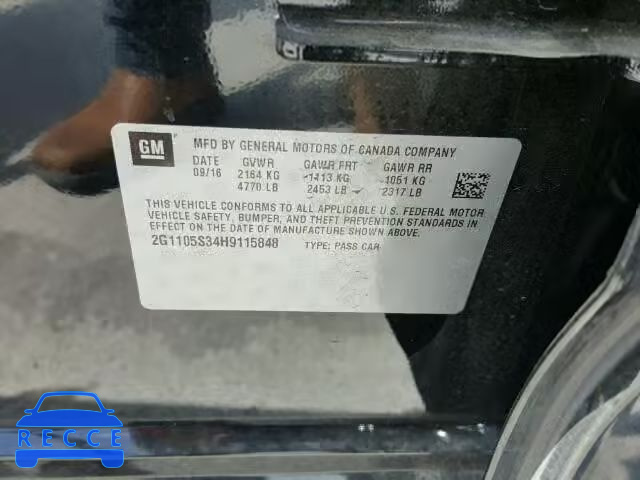 GM
MFD BY GENERAL MOTORS OF CANADA COMPANY
DATE GVWR GAWR FRT GAWR RR
09/16 2164 KG 1113 KG 1051 KG
4770 LB 2453 LB 2317 LB
THIS VEHICLE CONFORMS TO ALL APPLICABLE U.S. FEDERAL MOTOR
VEHICLE SAFETY, BUMPER, AND THEFT PREVENTION STANDARDS IN
EFFECT ON THE DATE OF MANUFACTURE SHOWN ABOVE.
2G1105S34H9115848 TYPE: PASS CAR
RECCE